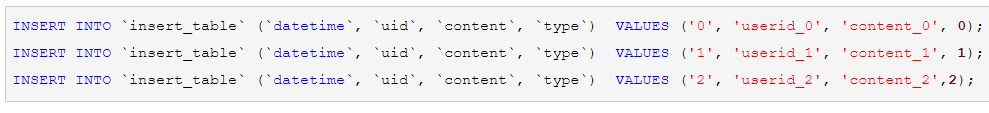 INSERT INTO `insert_table` (`datetime`, `uid`, `content`, `type`)  VALUES ('0', 'userid_0', 'content_0', 0);
INSERT INTO `insert_table` (`datetime`, `uid`, `content`, `type`)  VALUES ('1', 'userid_1', 'content_1', 1);
INSERT INTO `insert_table` (`datetime`, `uid`, `content`, `type`)  VALUES ('2', 'userid_2', 'content_2',2);